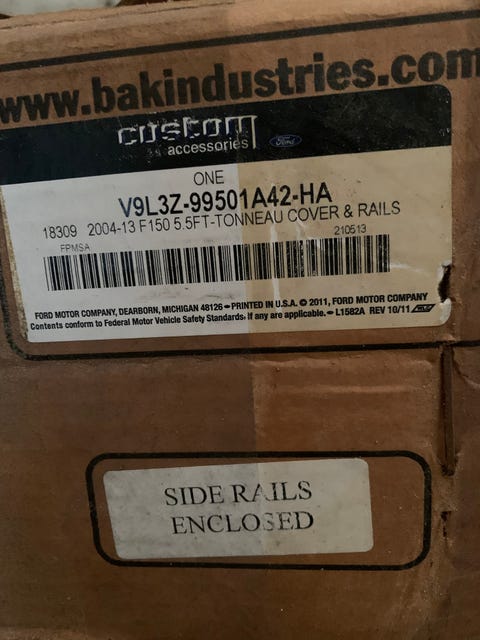 www.bakindustries.com
custom
accessories
Ford
ONE
V9L3Z-99501A42-HA
18309 2004-13 F150 5.5FT-TONNEAU COVER & RAILS
FPMSA 210513
FORD MOTOR COMPANY, DEARBORN, MICHIGAN 48126 - PRINTED IN U.S.A. © 2011, FORD MOTOR COMPANY
Contents conform to Federal Motor Vehicle Safety Standards. If any are applicable. - L1582A REV 10/11
SIDE RAILS
ENCLOSED